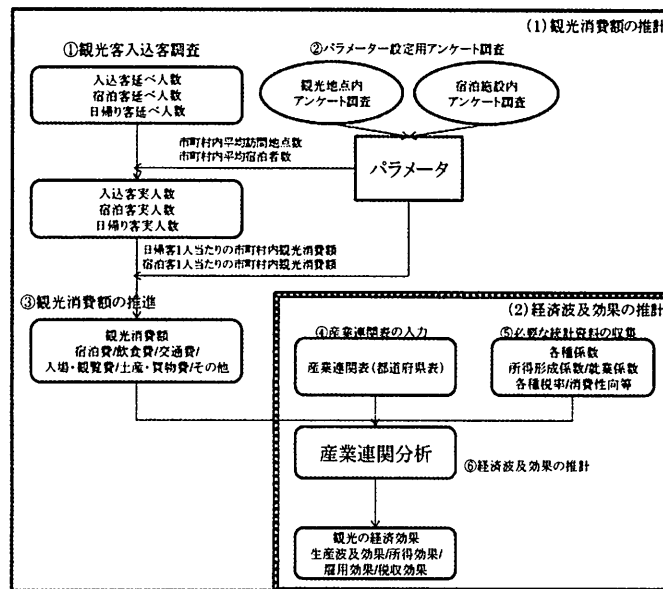 (1)観光消費額の推計
①観光客入込客調査
②パラメーター設定用アンケート調査
入込客延べ人数
宿泊客延べ人数
日帰り客延べ人数
観光地点内
アンケート調査
宿泊施設内
アンケート調査
市町村内平均訪問地点数
市町村内平均宿泊者数
パラメータ
入込客実人数
宿泊客実人数
日帰り客実人数
日帰客1人当たりの市町村内観光消費額
宿泊客1人当たりの市町村内観光消費額
③観光消費額の推進
観光消費額
宿泊費/飲食費/交通費/
入場・観覧費/土産・買物費/その他
(2)経済波及効果の推計
④産業連関表の入力
産業連関表(都道府県表)
⑤必要な統計資料の収集
各種係数
所得形成係数/就業係数
各種税率/消費性向等
産業連関分析
⑥経済波及効果の推計
観光の経済効果
生産波及効果/所得効果/
雇用効果/税収効果